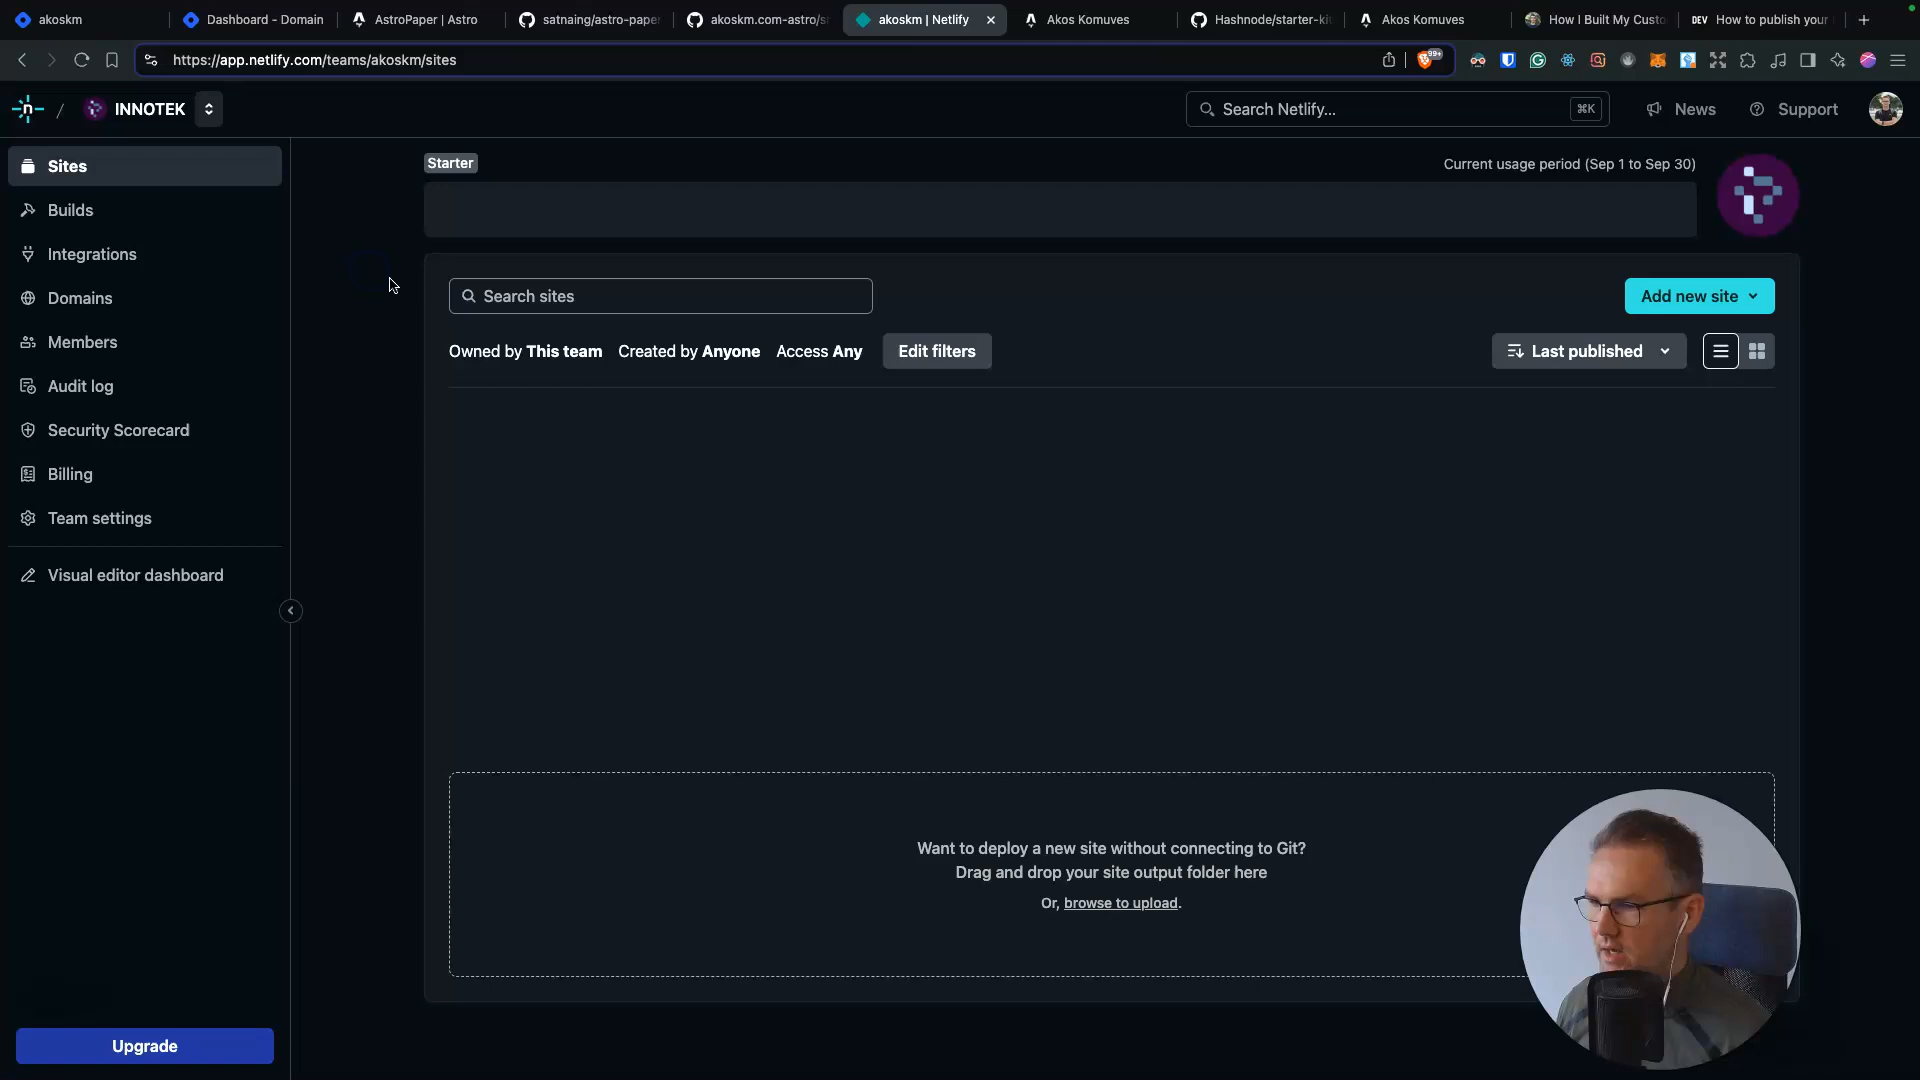 akoskm
Dashboard - Domain
AstroPaper | Astro
satnaing/astro-paper
akoskm.com-astro/sr
akoskm | Netlify
Akos Komuves
Hashnode/starter-kit
Akos Komuves
How I Built My Custo
DEV How to publish your
https://app.netlify.com/teams/akoskm/sites
99+
n / INNOTEK
Search Netlify...
⌘K
News
Support
Sites
Builds
Integrations
Domains
Members
Audit log
Security Scorecard
Billing
Team settings
Visual editor dashboard
Upgrade
Starter
Current usage period (Sep 1 to Sep 30)
Search sites
Add new site
Owned by This team Created by Anyone Access Any
Edit filters
Last published
Want to deploy a new site without connecting to Git?
Drag and drop your site output folder here
Or, browse to upload.